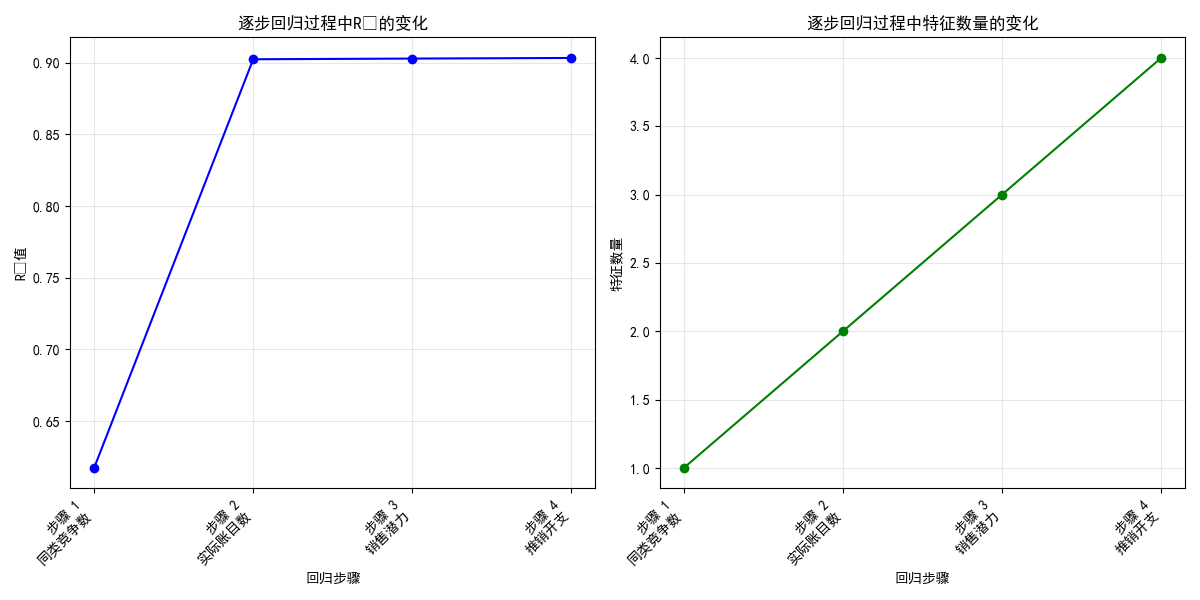 逐步回归过程中R□的变化
R□值
0.90
0.85
0.80
0.75
0.70
0.65
步骤 1
同类竞争数
步骤 2
实际账目数
步骤 3
销售潜力
步骤 4
推销开支
回归步骤
逐步回归过程中特征数量的变化
特征数量
4.0
3.5
3.0
2.5
2.0
1.5
1.0
步骤 1
同类竞争数
步骤 2
实际账目数
步骤 3
销售潜力
步骤 4
推销开支
回归步骤